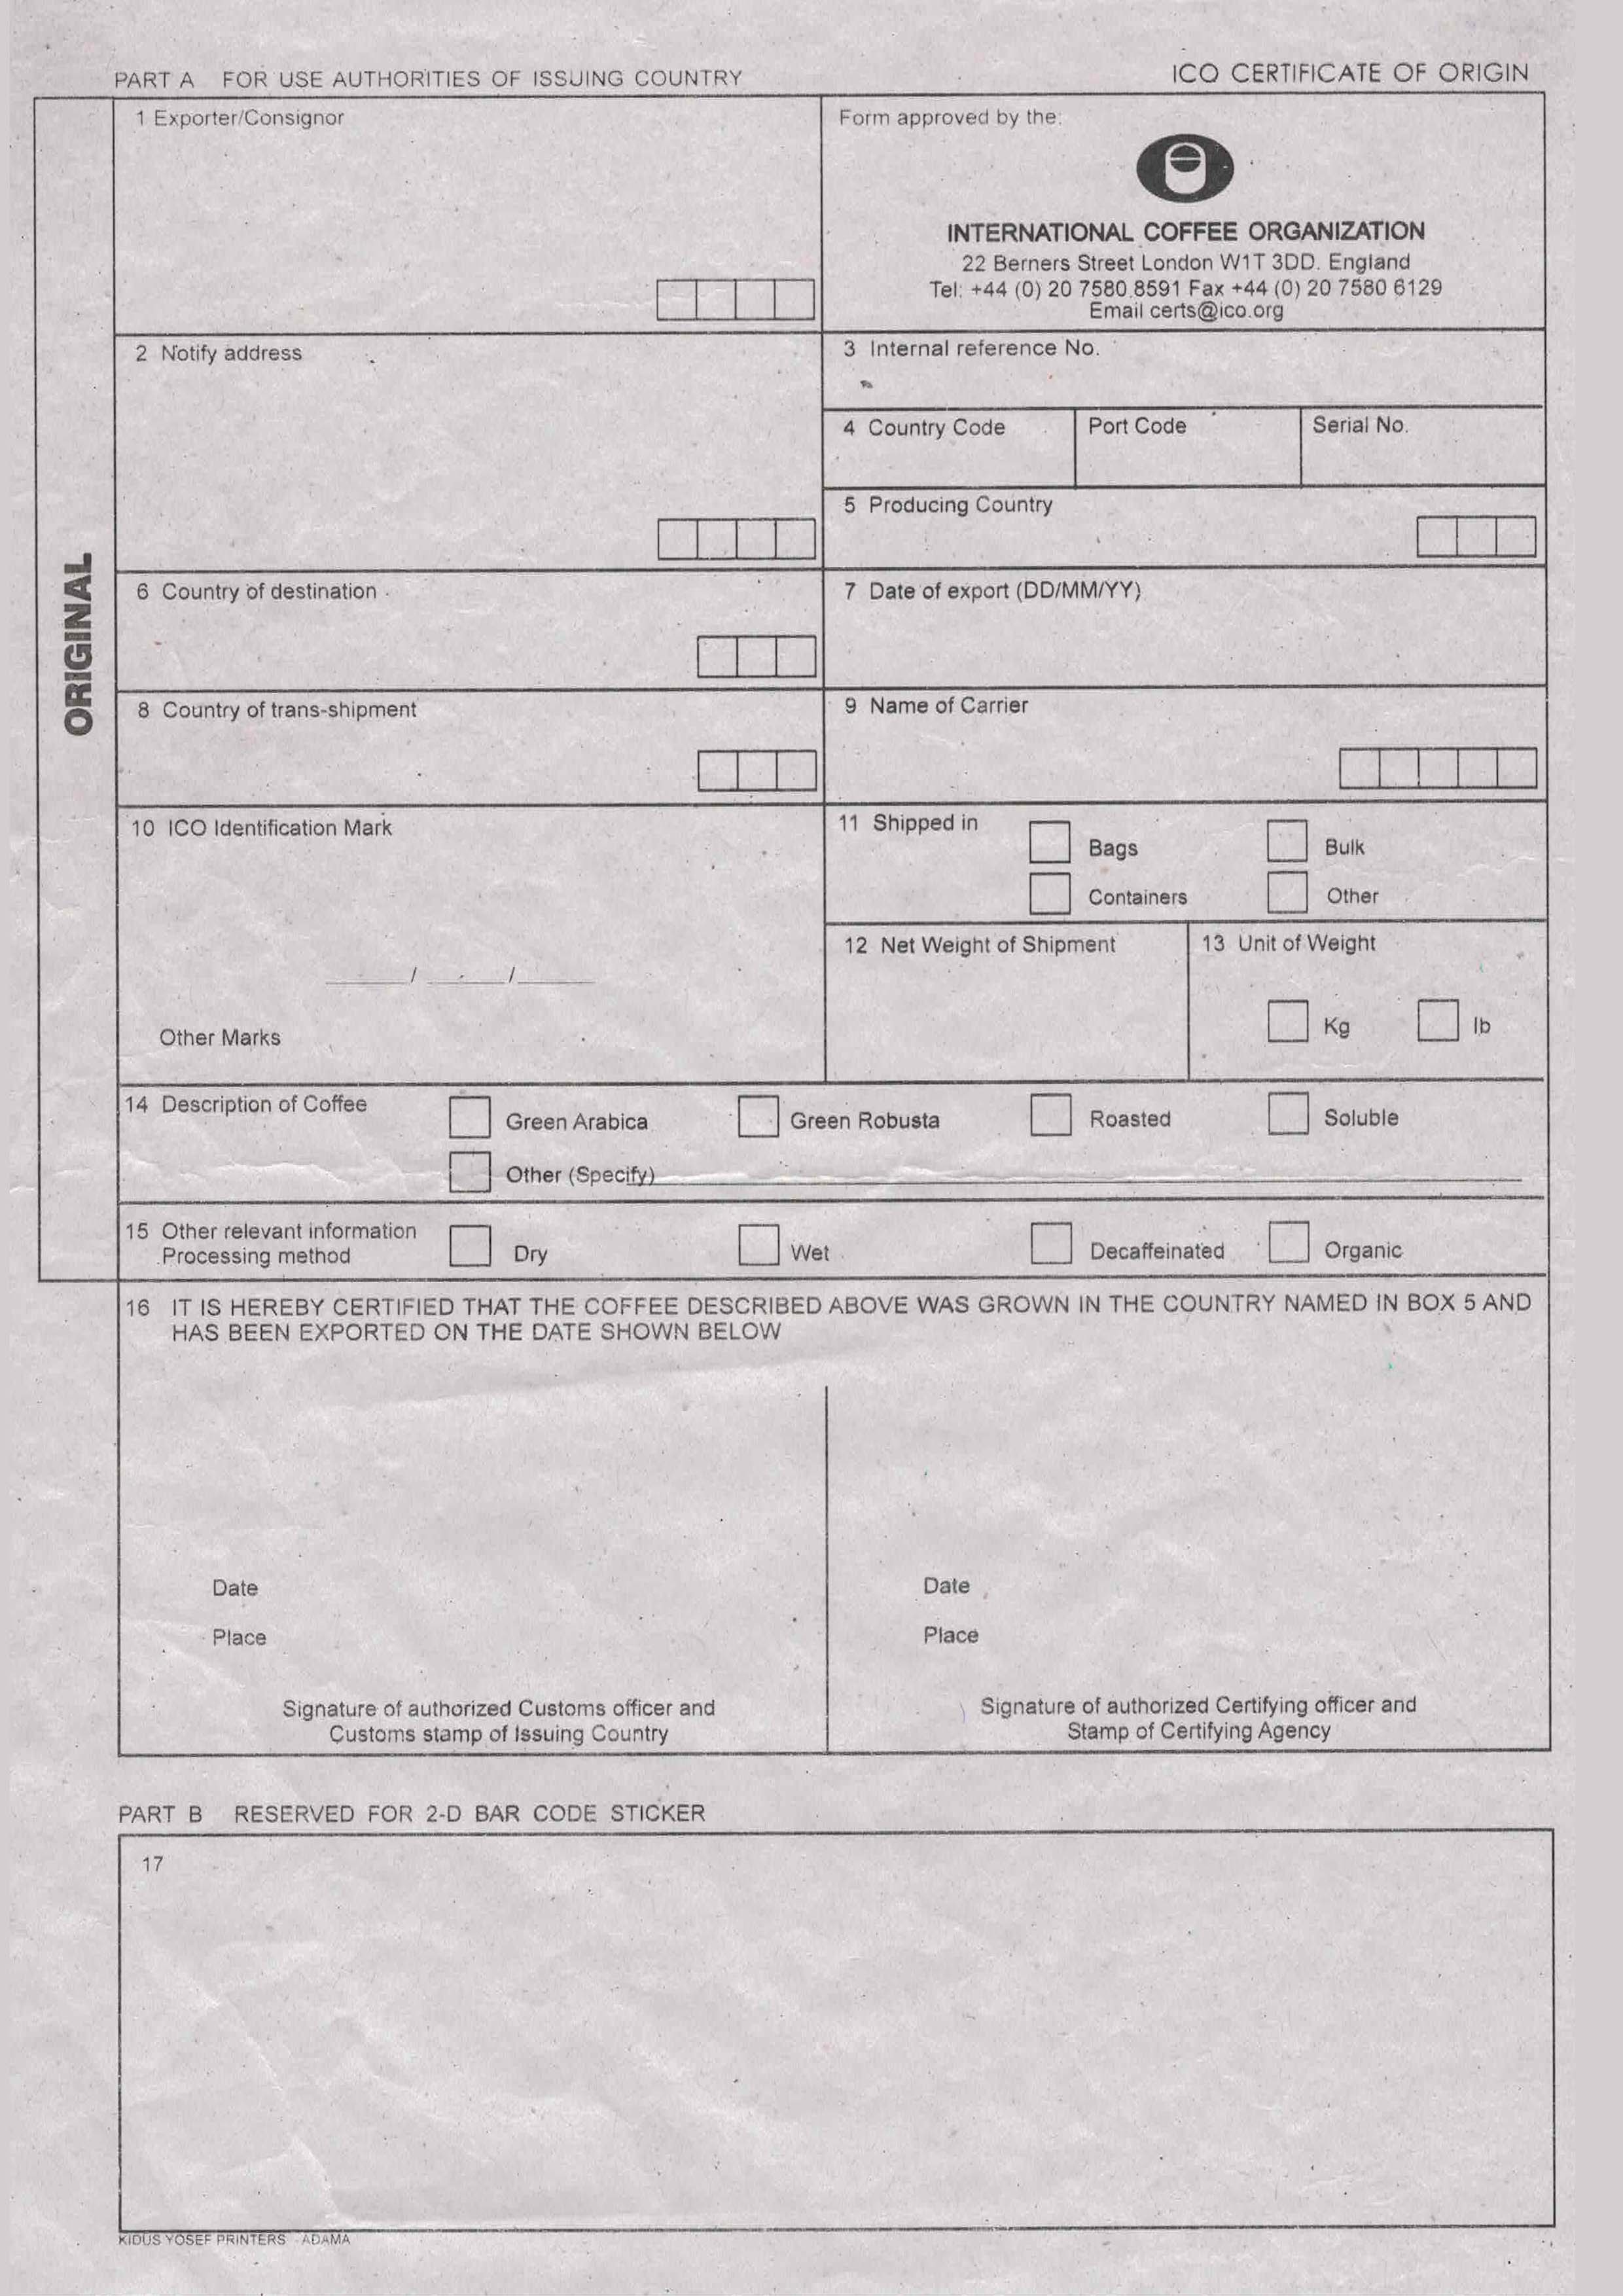 PART A FOR USE AUTHORITIES OF ISSUING COUNTRY
ICO CERTIFICATE OF ORIGIN
ORIGINAL
1 Exporter/Consignor
Form approved by the:
INTERNATIONAL COFFEE ORGANIZATION
22 Berners Street London W1T 3DD. England
Tel: +44 (0) 20 7580 8591 Fax +44 (0) 20 7580 6129
Email certs@ico.org
2 Notify address
3 Internal reference No.
4 Country Code
Port Code
Serial No.
5 Producing Country
6 Country of destination
7 Date of export (DD/MM/YY)
8 Country of trans-shipment
9 Name of Carrier
10 ICO Identification Mark
/ /
Other Marks
11 Shipped in
Bags
Bulk
Containers
Other
12 Net Weight of Shipment
13 Unit of Weight
Kg
lb
14 Description of Coffee
Green Arabica
Green Robusta
Roasted
Soluble
Other (Specify)
15 Other relevant information
Processing method
Dry
Wet
Decaffeinated
Organic
16 IT IS HEREBY CERTIFIED THAT THE COFFEE DESCRIBED ABOVE WAS GROWN IN THE COUNTRY NAMED IN BOX 5 AND
HAS BEEN EXPORTED ON THE DATE SHOWN BELOW
Date
Place
Signature of authorized Customs officer and
Customs stamp of Issuing Country
Date
Place
Signature of authorized Certifying officer and
Stamp of Certifying Agency
PART B RESERVED FOR 2-D BAR CODE STICKER
17
KIDUS YOSEF PRINTERS - ADAMA